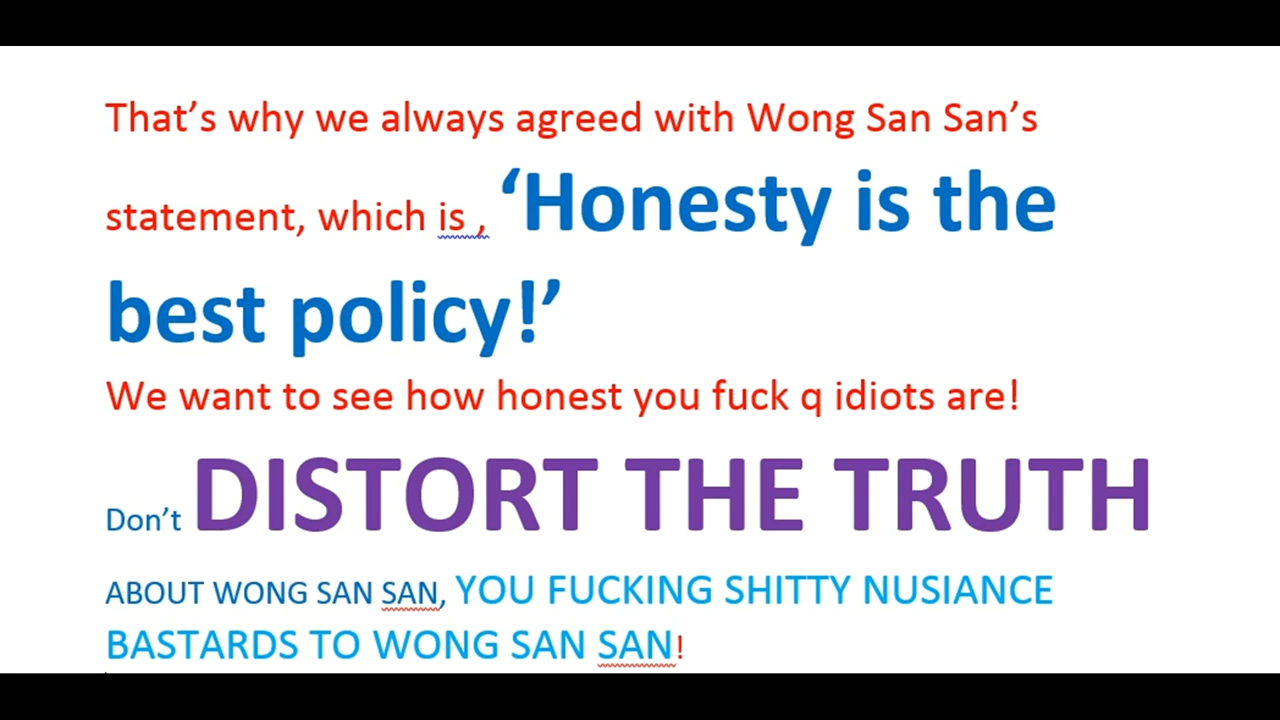 That’s why we always agreed with Wong San San’s
statement, which is , ‘Honesty is the
best policy!’
We want to see how honest you fuck q idiots are!
Don’t DISTORT THE TRUTH
ABOUT WONG SAN SAN, YOU FUCKING SHITTY NUSIANCE
BASTARDS TO WONG SAN SAN!